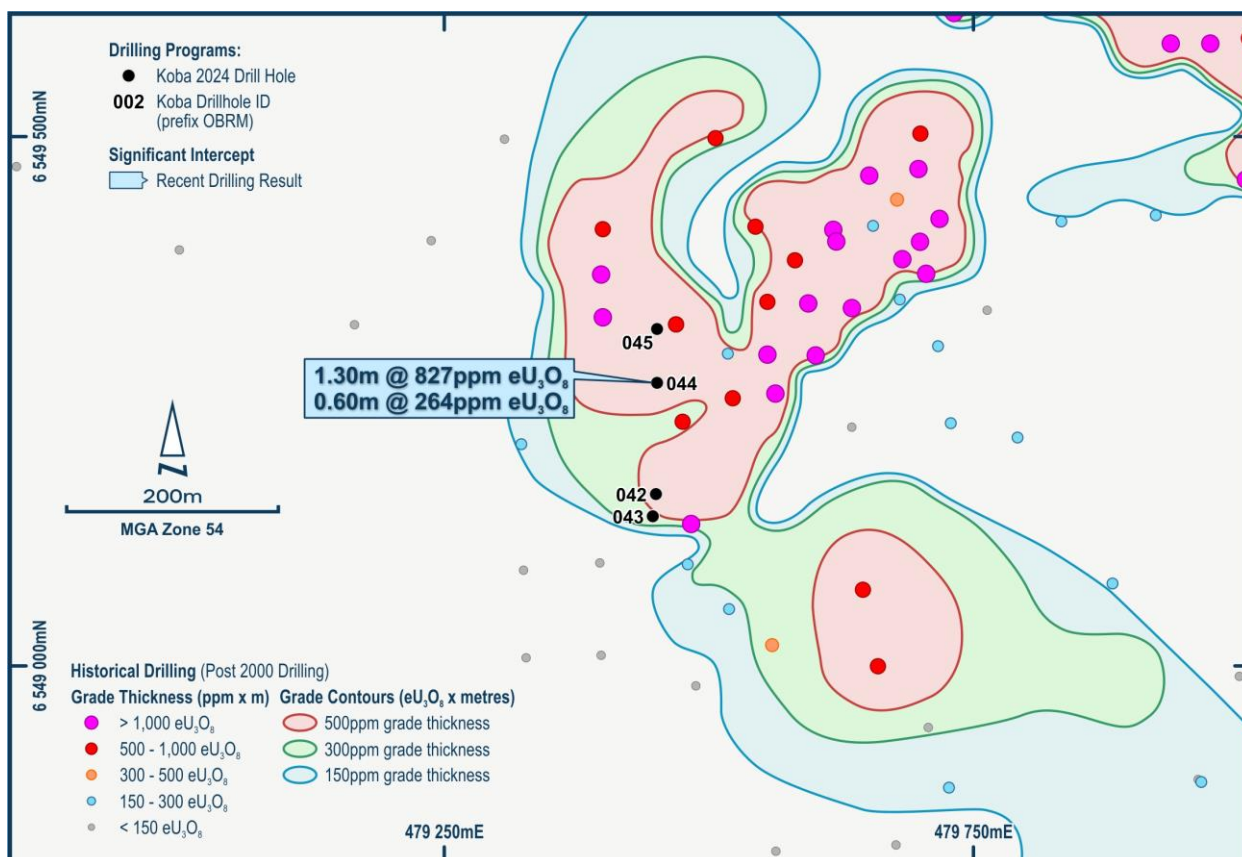 Drilling Programs:
Koba 2024 Drill Hole
002 Koba Drillhole ID
(prefix OBRM)
Significant Intercept
Recent Drilling Result
6 549 500mN
045
1.30m @ 827ppm eU₃O₈
0.60m @ 264ppm eU₃O₈
044
N
200m
MGA Zone 54
042
043
6 549 000mN
Historical Drilling (Post 2000 Drilling)
Grade Thickness (ppm x m)
> 1,000 eU₃O₈
500 - 1,000 eU₃O₈
300 - 500 eU₃O₈
150 - 300 eU₃O₈
< 150 eU₃O₈
Grade Contours (eU₃O₈ x metres)
500ppm grade thickness
300ppm grade thickness
150ppm grade thickness
479 250mE
479 750mE